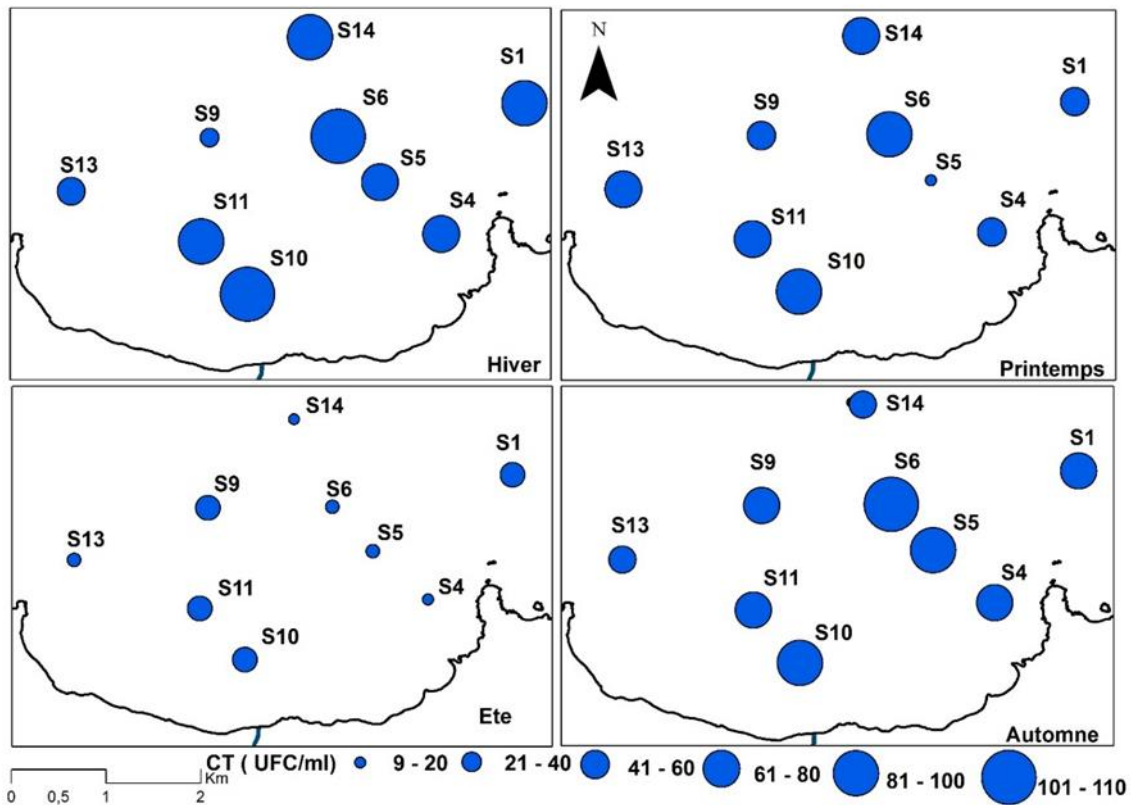 S14
S1
S6
S9
S5
S13
S11
S4
S10
Hiver
N
S14
S1
S9
S6
S13
S5
S11
S4
S10
Printemps
S14
S1
S9
S6
S5
S13
S11
S4
S10
Ete
S14
S1
S9
S6
S13
S5
S11
S4
S10
Automne
CT ( UFC/ml) 9 - 20 21 - 40 41 - 60 61 - 80 81 - 100 101 - 110
Km
0 0,5 1 2